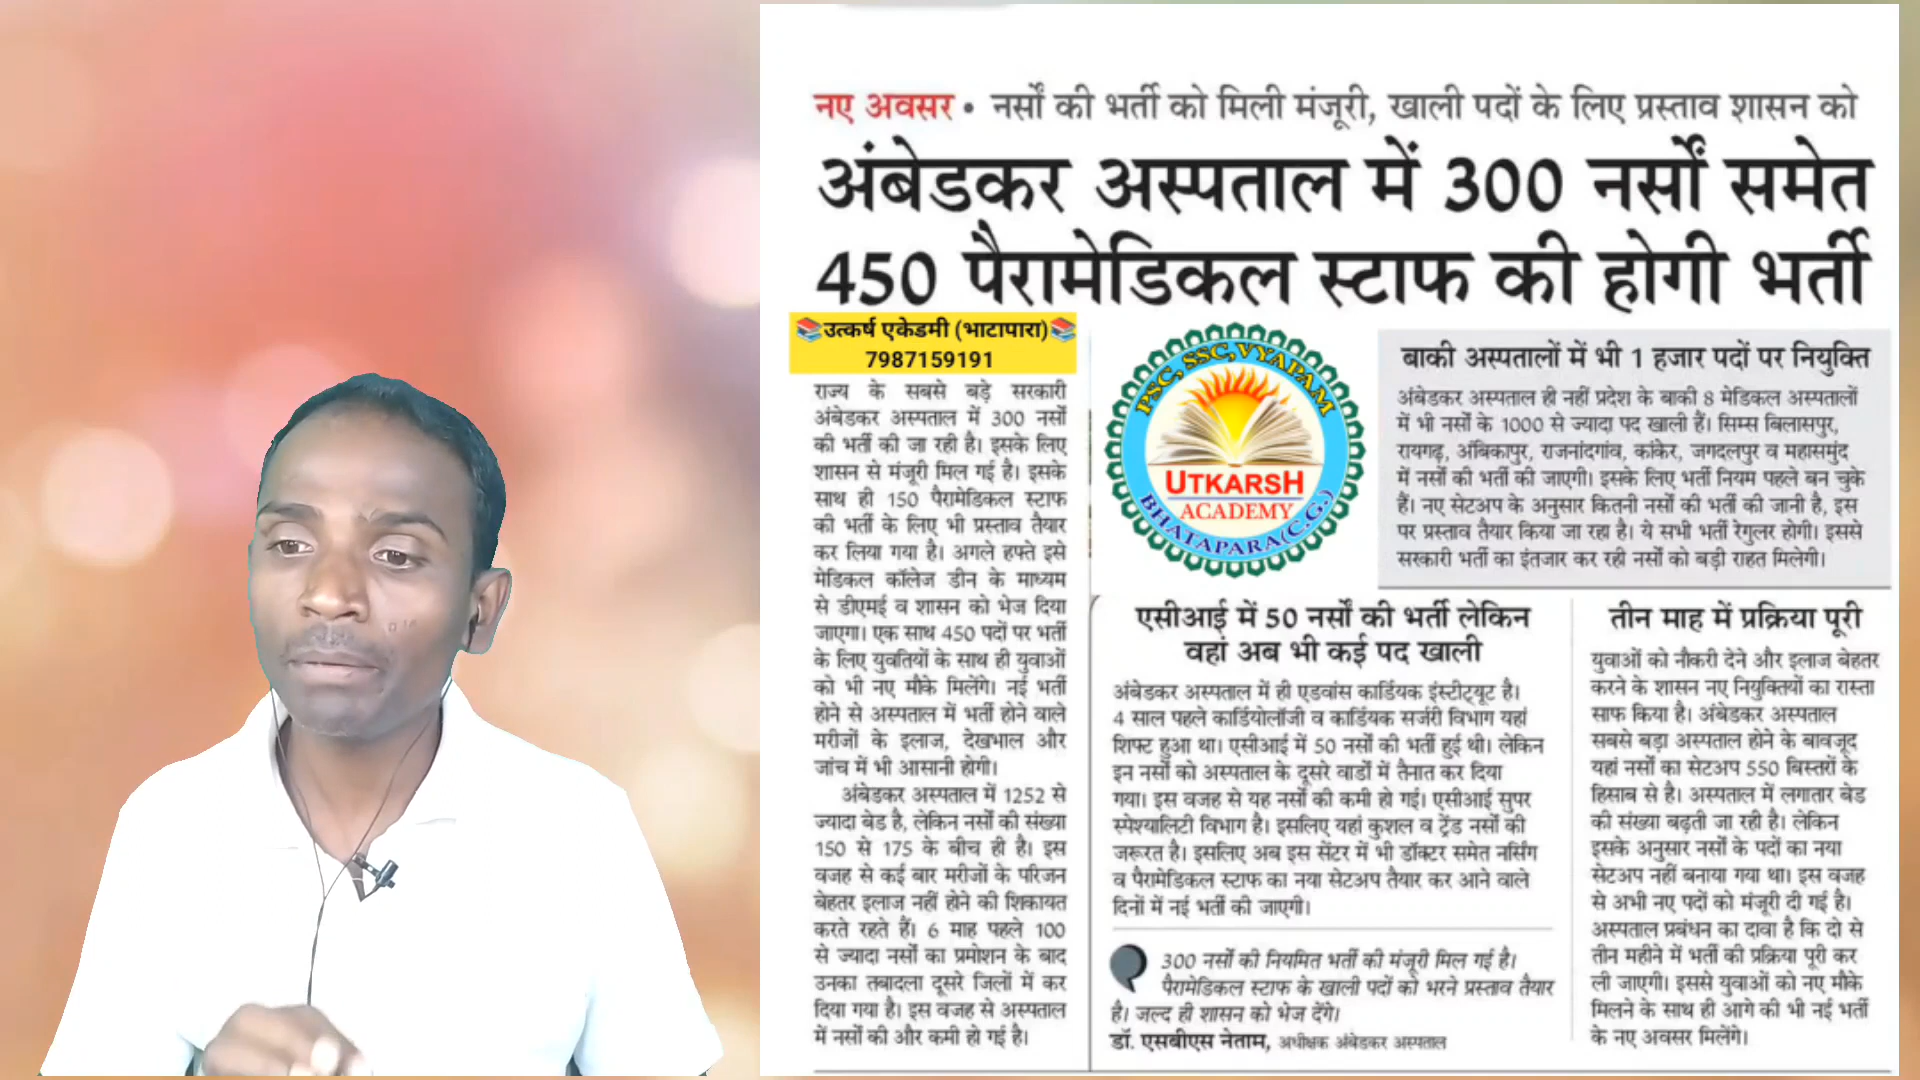 नए अवसर • नर्सों की भर्ती को मिली मंजूरी, खाली पदों के लिए प्रस्ताव शासन को
अंबेडकर अस्पताल में 300 नर्सों समेत
450 पैरामेडिकल स्टाफ की होगी भर्ती
📚उत्कर्ष एकेडमी (भाटापारा)📚
7987159191
राज्य के सबसे बड़े सरकारी
अंबेडकर अस्पताल में 300 नर्सों
की भर्ती की जा रही है। इसके लिए
शासन से मंजूरी मिल गई है। इसके
साथ ही 150 पैरामेडिकल स्टाफ
की भर्ती के लिए भी प्रस्ताव तैयार
कर लिया गया है। अगले हफ्ते इसे
मेडिकल कॉलेज डीन के माध्यम
से डीएमई व शासन को भेज दिया
जाएगा। एक साथ 450 पदों पर भर्ती
के लिए युवतियों के साथ ही युवाओं
को भी नए मौके मिलेंगे। नई भर्ती
होने से अस्पताल में भर्ती होने वाले
मरीजों के इलाज, देखभाल और
जांच में भी आसानी होगी।
अंबेडकर अस्पताल में 1252 से
ज्यादा बेड है, लेकिन नर्सों की संख्या
150 से 175 के बीच ही है। इस
वजह से कई बार मरीजों के परिजन
बेहतर इलाज नहीं होने की शिकायत
करते रहते हैं। 6 माह पहले 100
से ज्यादा नर्सों का प्रमोशन के बाद
उनका तबादला दूसरे जिलों में कर
दिया गया है। इस वजह से अस्पताल
में नर्सों की और कमी हो गई है।
PSC, SSC, VYAPAM
UTKARSH
ACADEMY
BHATAPARA(C.G.)
बाकी अस्पतालों में भी 1 हजार पदों पर नियुक्ति
अंबेडकर अस्पताल ही नहीं प्रदेश के बाकी 8 मेडिकल अस्पतालों
में भी नर्सों के 1000 से ज्यादा पद खाली हैं। सिम्स बिलासपुर,
रायगढ़, अंबिकापुर, राजनांदगांव, कांकेर, जगदलपुर व महासमुंद
में नर्सों की भर्ती की जाएगी। इसके लिए भर्ती नियम पहले बन चुके
हैं। नए सेटअप के अनुसार कितनी नर्सों की भर्ती की जानी है, इस
पर प्रस्ताव तैयार किया जा रहा है। ये सभी भर्ती रेगुलर होगी। इससे
सरकारी भर्ती का इंतजार कर रही नर्सों को बड़ी राहत मिलेगी।
एसीआई में 50 नर्सों की भर्ती लेकिन
वहां अब भी कई पद खाली
अंबेडकर अस्पताल में ही एडवांस कार्डियक इंस्टीट्यूट है।
4 साल पहले कार्डियोलॉजी व कार्डियक सर्जरी विभाग यहां
शिफ्ट हुआ था। एसीआई में 50 नर्सों की भर्ती हुई थी। लेकिन
इन नर्सों को अस्पताल के दूसरे वार्डों में तैनात कर दिया
गया। इस वजह से यह नर्सों की कमी हो गई। एसीआई सुपर
स्पेश्यालिटी विभाग है। इसलिए यहां कुशल व ट्रेंड नर्सों की
जरूरत है। इसलिए अब इस सेंटर में भी डॉक्टर समेत नर्सिंग
व पैरामेडिकल स्टाफ का नया सेटअप तैयार कर आने वाले
दिनों में नई भर्ती की जाएगी।
300 नर्सों की नियमित भर्ती की मंजूरी मिल गई है।
पैरामेडिकल स्टाफ के खाली पदों को भरने प्रस्ताव तैयार
है। जल्द ही शासन को भेज देंगे।
डॉ. एसबीएस नेताम, अधीक्षक अंबेडकर अस्पताल
तीन माह में प्रक्रिया पूरी
युवाओं को नौकरी देने और इलाज बेहतर
करने के शासन नए नियुक्तियों का रास्ता
साफ किया है। अंबेडकर अस्पताल
सबसे बड़ा अस्पताल होने के बावजूद
यहां नर्सों का सेटअप 550 बिस्तरों के
हिसाब से है। अस्पताल में लगातार बेड
की संख्या बढ़ती जा रही है। लेकिन
इसके अनुसार नर्सों के पदों का नया
सेटअप नहीं बनाया गया था। इस वजह
से अभी नए पदों को मंजूरी दी गई है।
अस्पताल प्रबंधन का दावा है कि दो से
तीन महीने में भर्ती की प्रक्रिया पूरी कर
ली जाएगी। इससे युवाओं को नए मौके
मिलने के साथ ही आगे की भी नई भर्ती
के नए अवसर मिलेंगे।